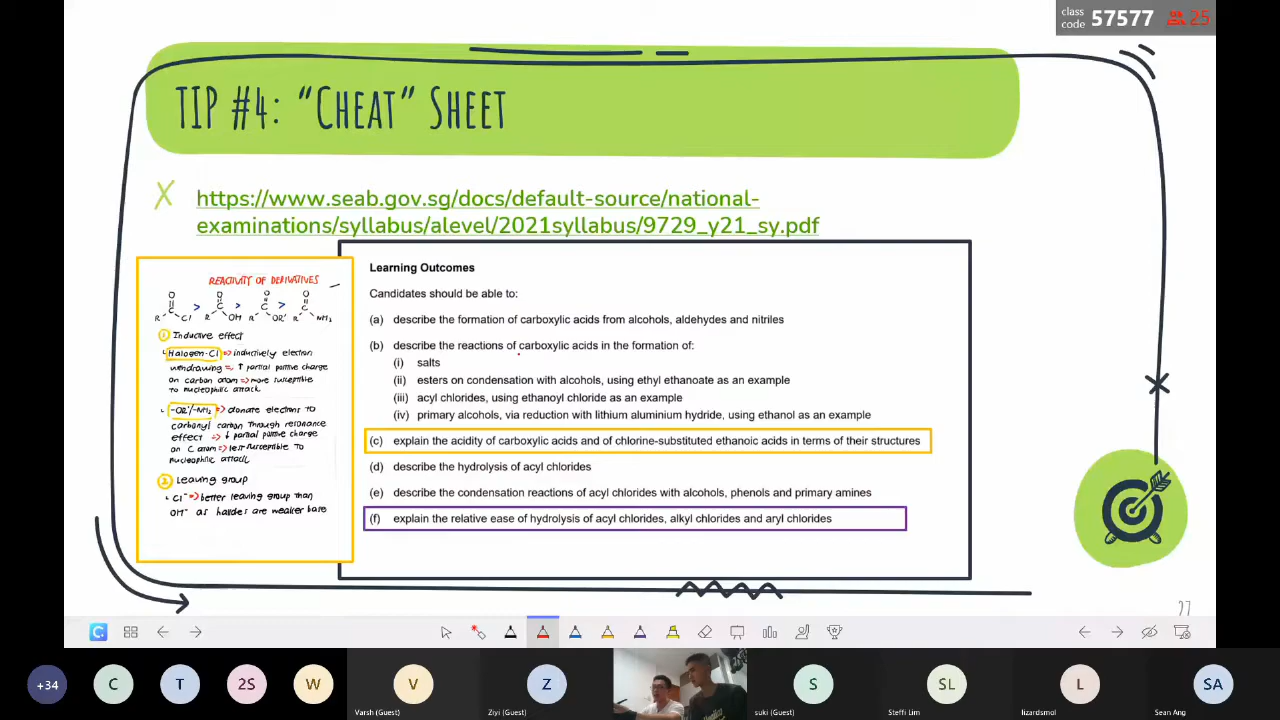 class
code 57577 25
TIP #4: “CHEAT” SHEET
https://www.seab.gov.sg/docs/default-source/national-
examinations/syllabus/alevel/2021syllabus/9729_y21_sy.pdf
REACTIVITY OF DERIVATIVES
O O O O
C > C > C > C
R Cl R OH R OR' R NH2
1 Inductive effect
Halogen-Cl => inductively electron
withdrawing => ↑ partial positive charge
on carbon atom => more susceptible
to nucleophilic attack
-OR'/-NH2 => donate electrons to
carbonyl carbon through resonance
effect => ↓ partial positive charge
on C atom => less susceptible to
nucleophilic attack
2 Leaving group
Cl⁻ => better leaving group than
OH⁻ as halides are weaker base
Learning Outcomes
Candidates should be able to:
(a) describe the formation of carboxylic acids from alcohols, aldehydes and nitriles
(b) describe the reactions of carboxylic acids in the formation of:
(i) salts
(ii) esters on condensation with alcohols, using ethyl ethanoate as an example
(iii) acyl chlorides, using ethanoyl chloride as an example
(iv) primary alcohols, via reduction with lithium aluminium hydride, using ethanol as an example
(c) explain the acidity of carboxylic acids and of chlorine-substituted ethanoic acids in terms of their structures
(d) describe the hydrolysis of acyl chlorides
(e) describe the condensation reactions of acyl chlorides with alcohols, phenols and primary amines
(f) explain the relative ease of hydrolysis of acyl chlorides, alkyl chlorides and aryl chlorides
27
C
+34 C T 2S W V Z S SL L SA
Varsh (Guest) Ziyi (Guest) suki (Guest) Steffi Lim lizardsmol Sean Ang